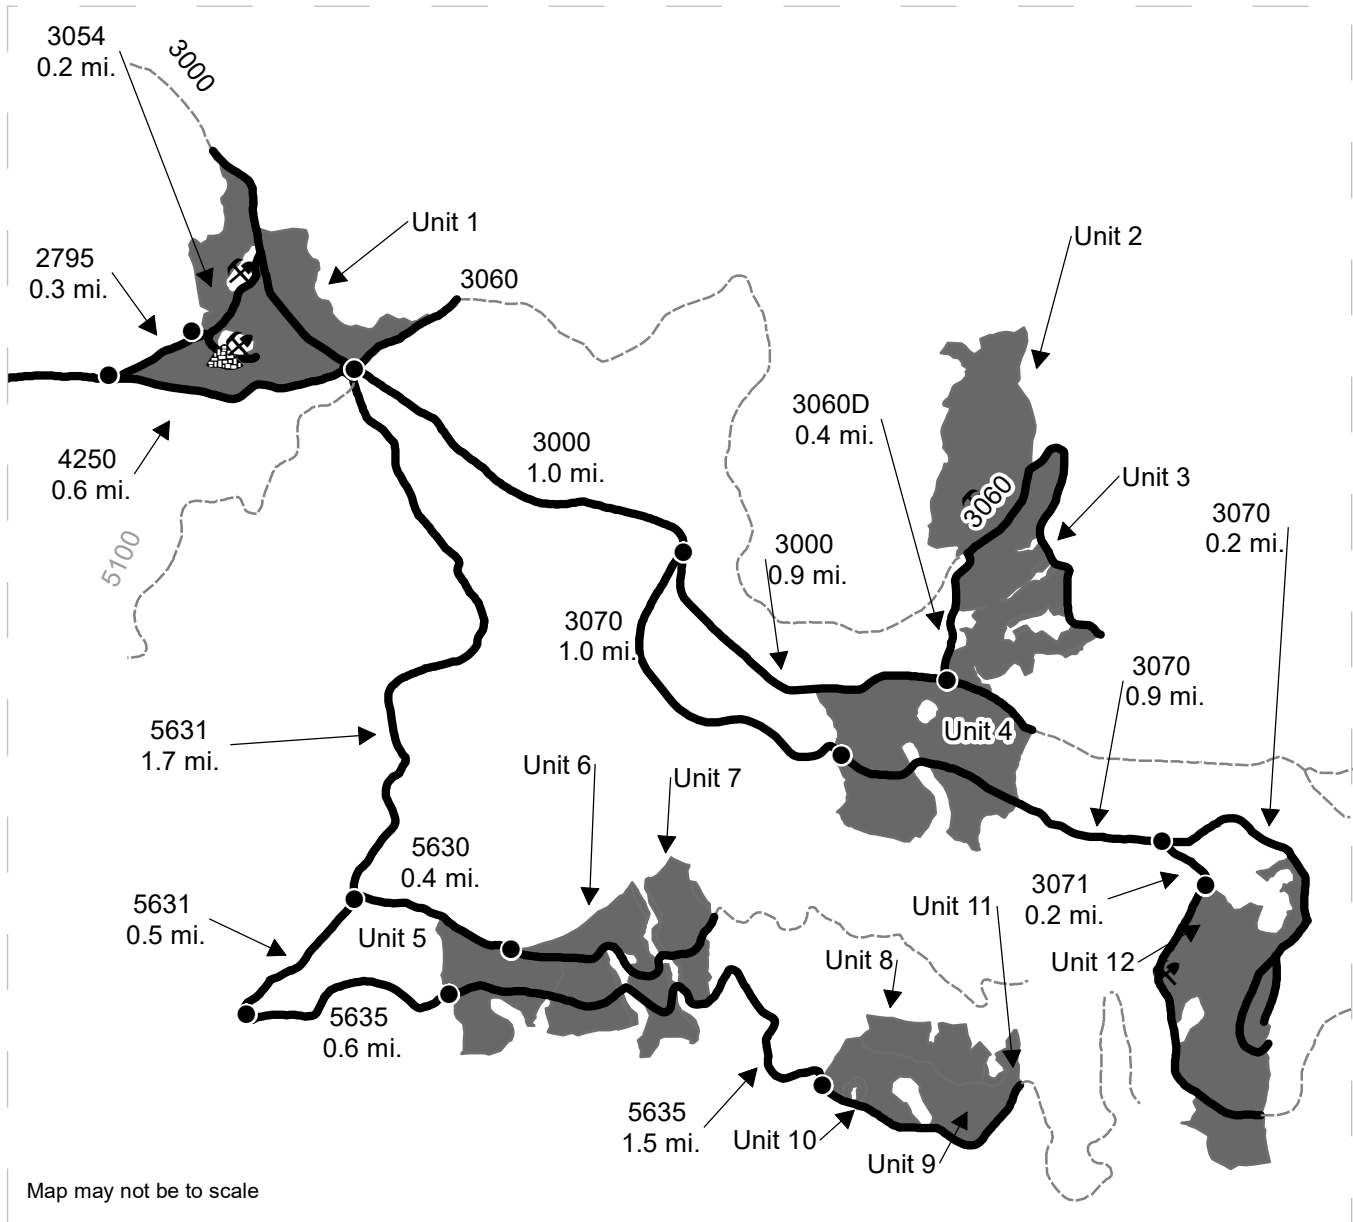 3054
0.2 mi.
3000
Unit 1
2795
0.3 mi.
3060
Unit 2
4250
0.6 mi.
3000
1.0 mi.
3060D
0.4 mi.
3060
Unit 3
3070
0.2 mi.
5100
3000
0.9 mi.
3070
1.0 mi.
3070
0.9 mi.
Unit 4
5631
1.7 mi.
Unit 6
Unit 7
5630
0.4 mi.
5631
0.5 mi.
Unit 5
3071
0.2 mi.
Unit 11
Unit 8
Unit 12
5635
0.6 mi.
5635
1.5 mi.
Unit 10
Unit 9
Map may not be to scale